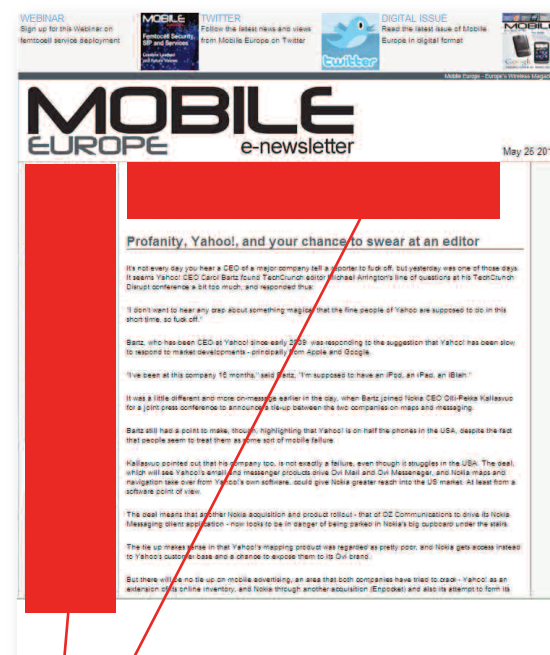 WEBINAR
Sign up for this Webinar on
femtocell service deployment
MOBILE
Femtocell Security,
SIP and Services
TWITTER
Follow the latest news and views
from Mobile Europe on Twitter
twitter
DIGITAL ISSUE
Read the latest issue of Mobile
Europe in digital format
MOBILE
Google
Mobile Europe - Europe's Wireless Magaz
MOBILE
EUROPE
e-newsletter
May 26 201
Profanity, Yahoo!, and your chance to swear at an editor
It's not every day you hear a CEO of a major company tell a reporter to fuck off, but yesterday was one of those days.
It seems Yahoo! CEO Carol Bartz found TechCrunch editor Michael Arrington's line of questions at his TechCrunch
Disrupt conference a bit too much, and responded thus:
"I don't want to hear any crap about something magical that the fine people of Yahoo are supposed to do in this
short time, so fuck off."
Bartz, who has been CEO at Yahoo! since early 2009 was responding to the suggestion that Yahoo! has been slow
to respond to market developments - principally from Apple and Google.
"I've been at this company 16 months," said Bartz, "I'm supposed to have an iPod, an iPad, an iBlah."
It was a little different and more on-message earlier in the day, when Bartz joined Nokia CEO Olli-Pekka Kallasvuo
for a joint press conference to announce a tie-up between the two companies on maps and messaging.
Bartz still had a point to make, though, highlighting that Yahoo! is on half the phones in the USA, despite the fact
that people seem to treat them as some sort of mobile failure.
Kallasvuo pointed out that his company too, is not exactly a failure, even though it struggles in the USA. The deal,
which will see Yahoo!'s email and messenger products drive Ovi Mail and Ovi Messenger, and Nokia maps and
navigation take over from Yahoo!'s own software, could give Nokia greater reach into the US market. At least from a
software point of view.
The deal means that another Nokia acquisition and product rollout - that of OZ Communications to drive its Nokia
Messaging client application - now looks to be in danger of being parked in Nokia's big cupboard under the stairs.
The tie up makes sense in that Yahoo!'s mapping product was regarded as pretty poor, and Nokia gets access instead
to Yahoo!'s customer base and a chance to expose them to its Ovi brand.
But there will be no tie up on mobile advertising, an area that both companies have tried to crack - Yahoo! as an
extension of its online inventory, and Nokia through another acquisition (Enpocket) and also its attempt to form its